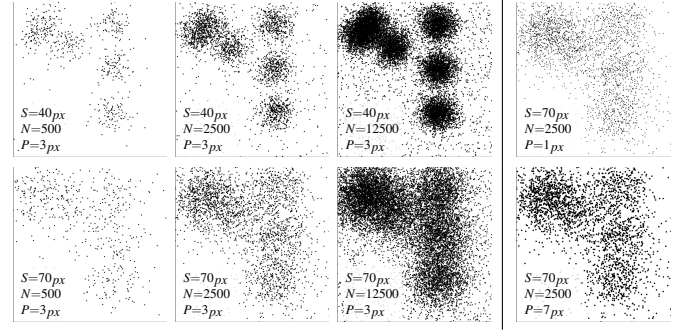 S=40px
N=500
P=3px
S=40px
N=2500
P=3px
S=40px
N=12500
P=3px
S=70px
N=2500
P=1px
S=70px
N=500
P=3px
S=70px
N=2500
P=3px
S=70px
N=12500
P=3px
S=70px
N=2500
P=7px